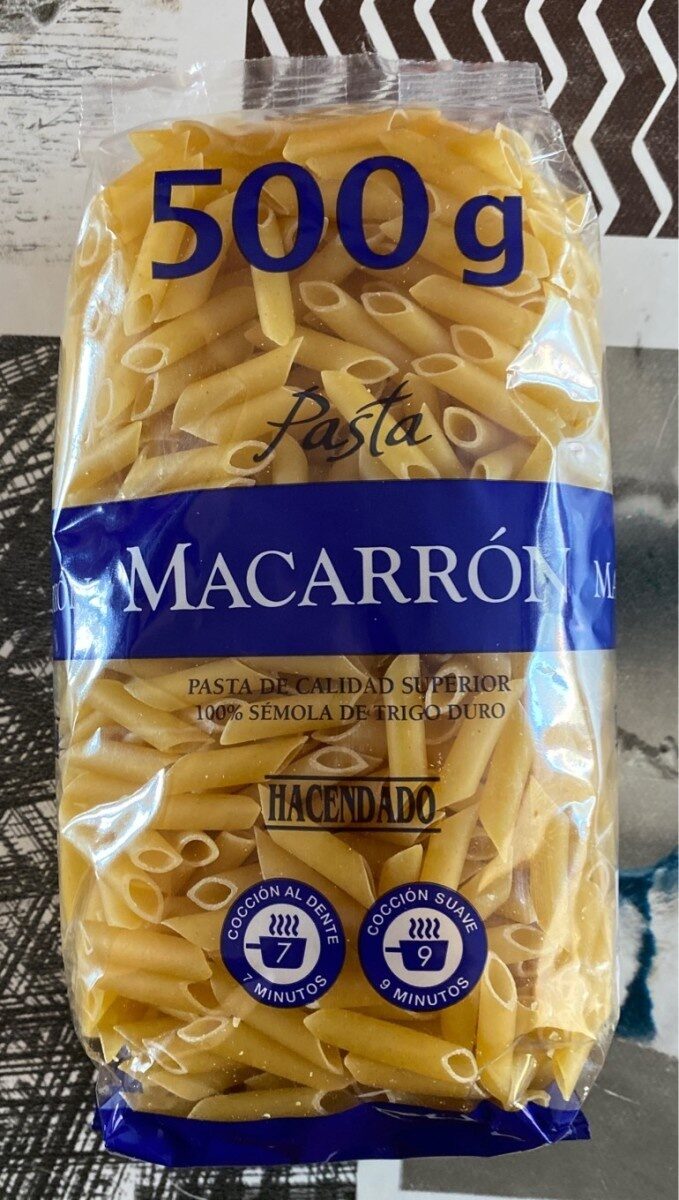 500 g
Pasta
MACARRÓN
PASTA DE CALIDAD SUPERIOR
100% SÉMOLA DE TRIGO DURO
HACENDADO
COCCIÓN AL DENTE
7
7 MINUTOS
COCCIÓN SUAVE
9
9 MINUTOS